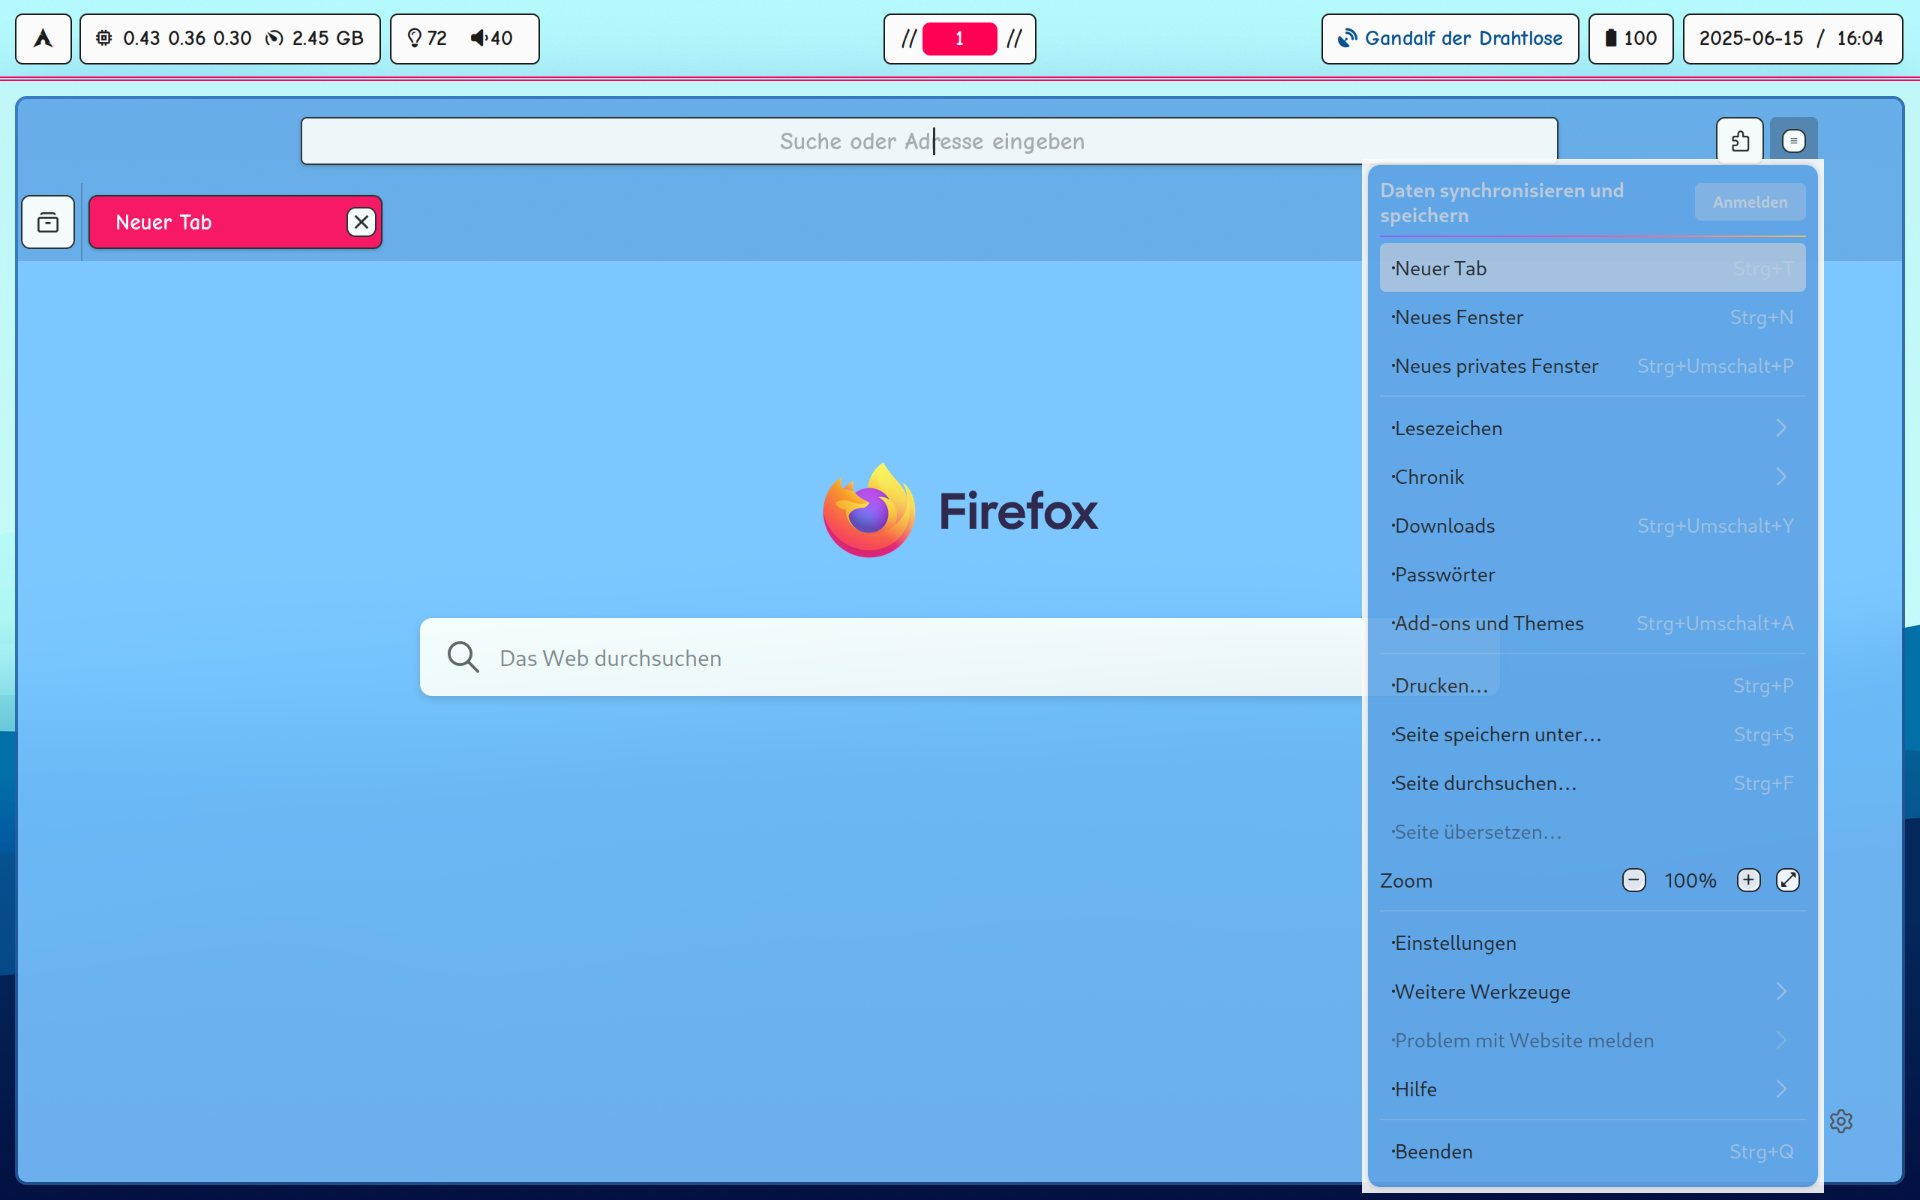 0.43 0.36 0.30 2.45 GB
72 40
// 1 //
Gandalf der Drahtlose
100
2025-06-15 / 16:04
Suche oder Adresse eingeben
Neuer Tab
Firefox
Das Web durchsuchen
Daten synchronisieren und
speichern
Anmelden
Neuer Tab Strg+T
Neues Fenster Strg+N
Neues privates Fenster Strg+Umschalt+P
Lesezeichen
Chronik
Downloads Strg+Umschalt+Y
Passwörter
Add-ons und Themes Strg+Umschalt+A
Drucken… Strg+P
Seite speichern unter… Strg+S
Seite durchsuchen… Strg+F
Seite übersetzen…
Zoom 100%
Einstellungen
Weitere Werkzeuge
Problem mit Website melden
Hilfe
Beenden Strg+Q